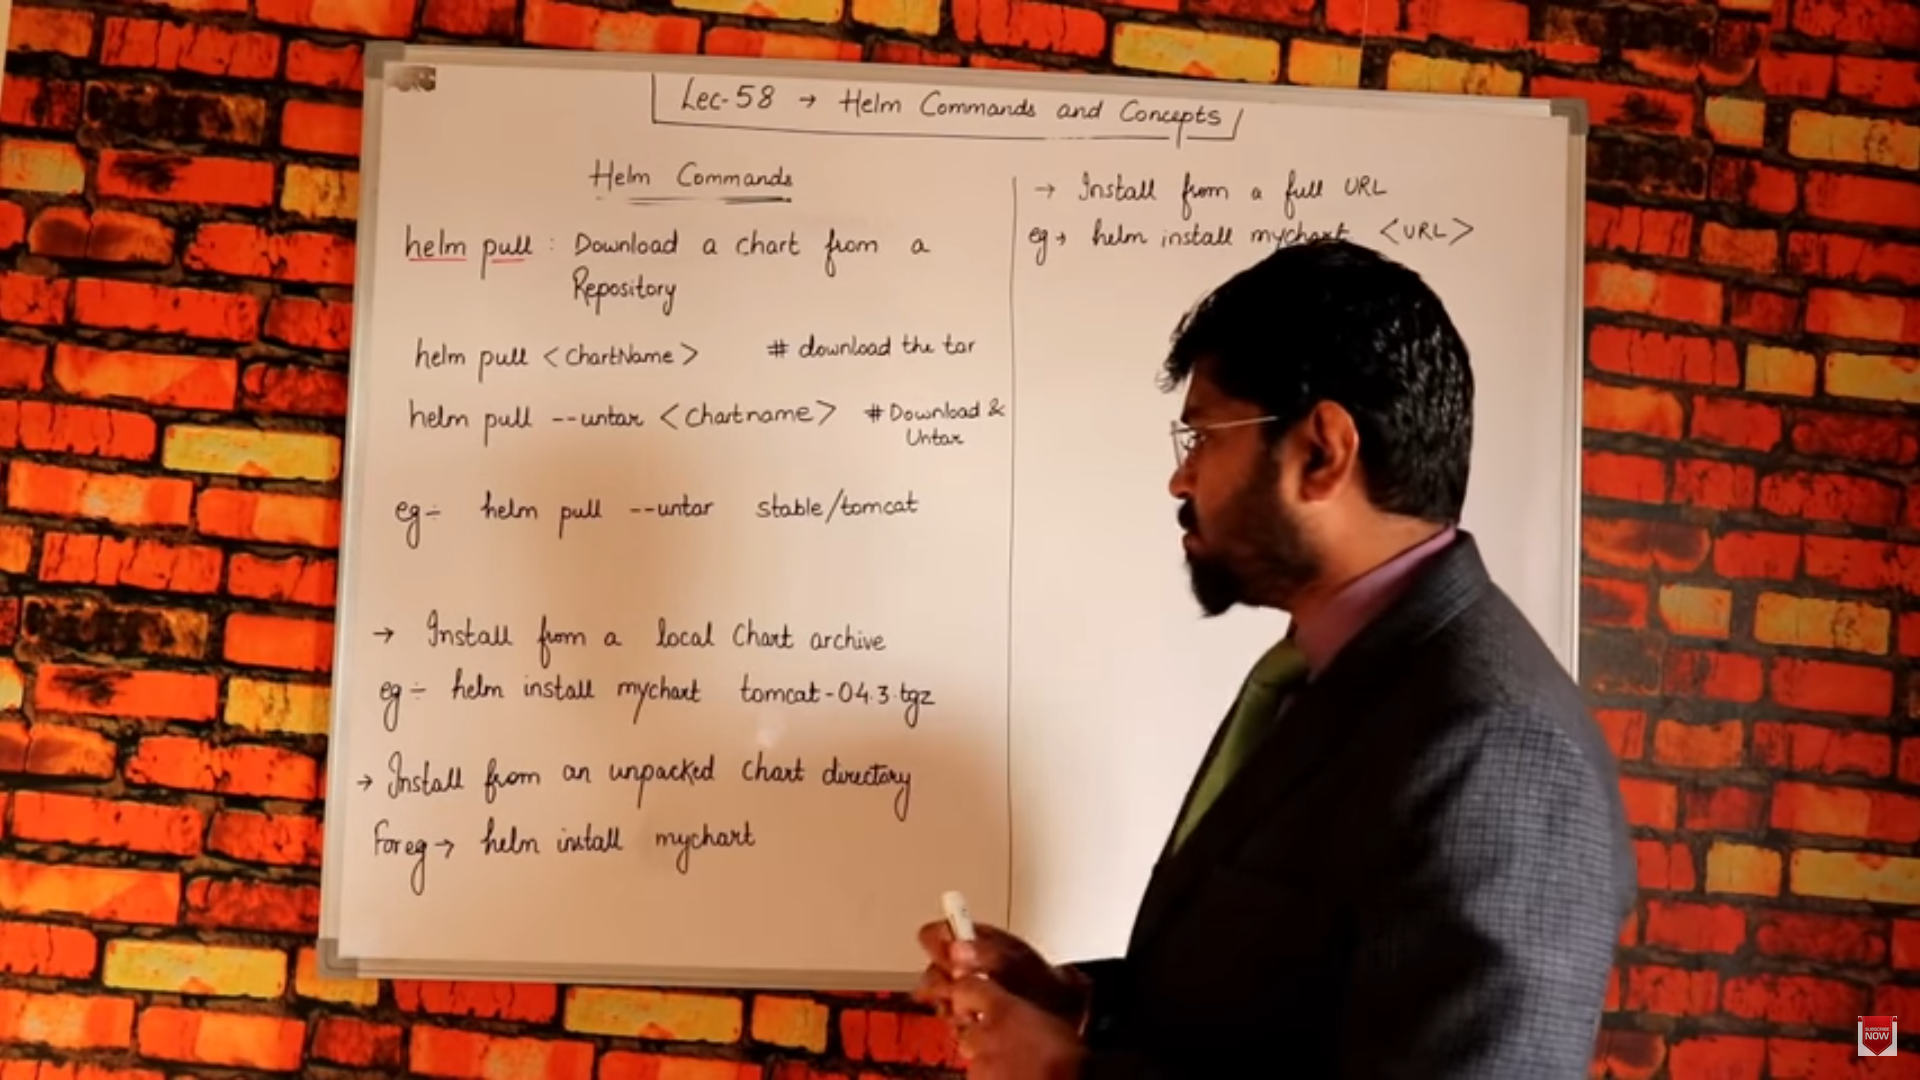 Lec-58 → Helm Commands and Concepts
Helm Commands
helm pull : Download a chart from a
Repository
helm pull <ChartName> # download the tar
helm pull --untar <Chartname> # Download &
Untar
eg÷ helm pull --untar stable/tomcat
→ Install from a local Chart archive
eg÷ helm install mychart tomcat-04.3.tgz
→ Install from an unpacked Chart directory
For eg → helm install mychart
→ Install from a full URL
eg → helm install mychart <URL>
SUBSCRIBE
NOW